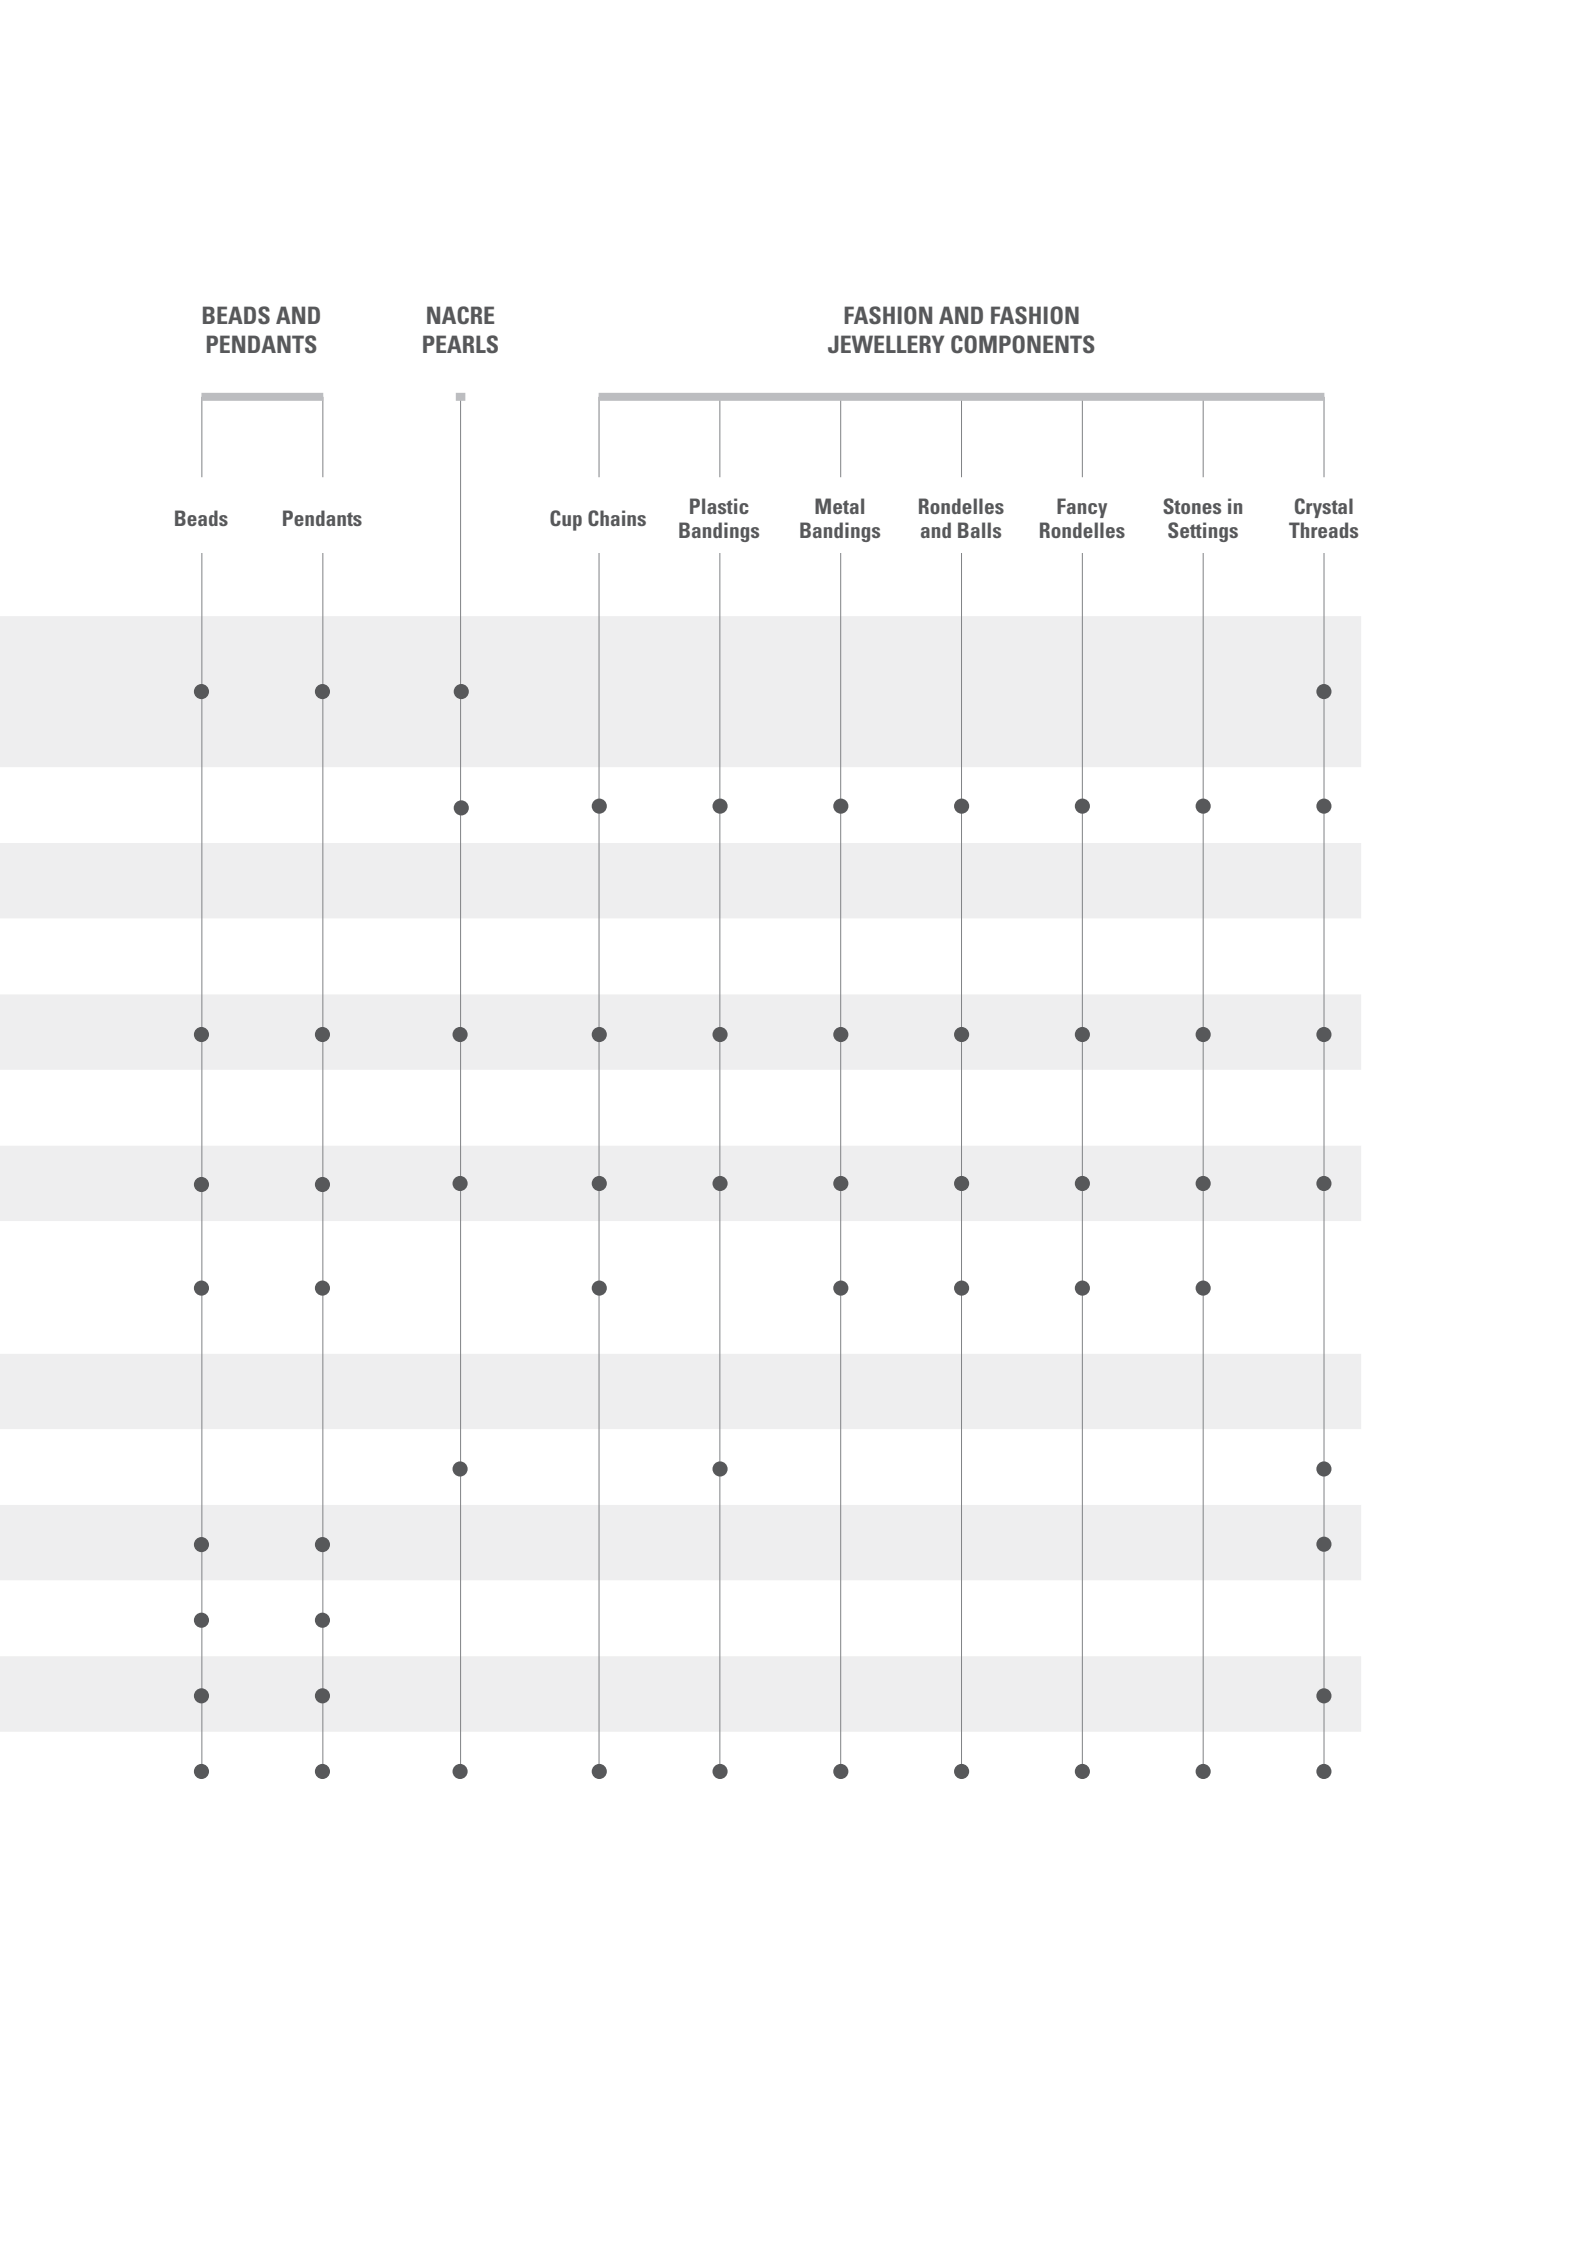 BEADS AND
PENDANTS
NACRE
PEARLS
FASHION AND FASHION
JEWELLERY COMPONENTS
Beads
Pendants
Cup Chains
Plastic
Bandings
Metal
Bandings
Rondelles
and Balls
Fancy
Rondelles
Stones in
Settings
Crystal
Threads